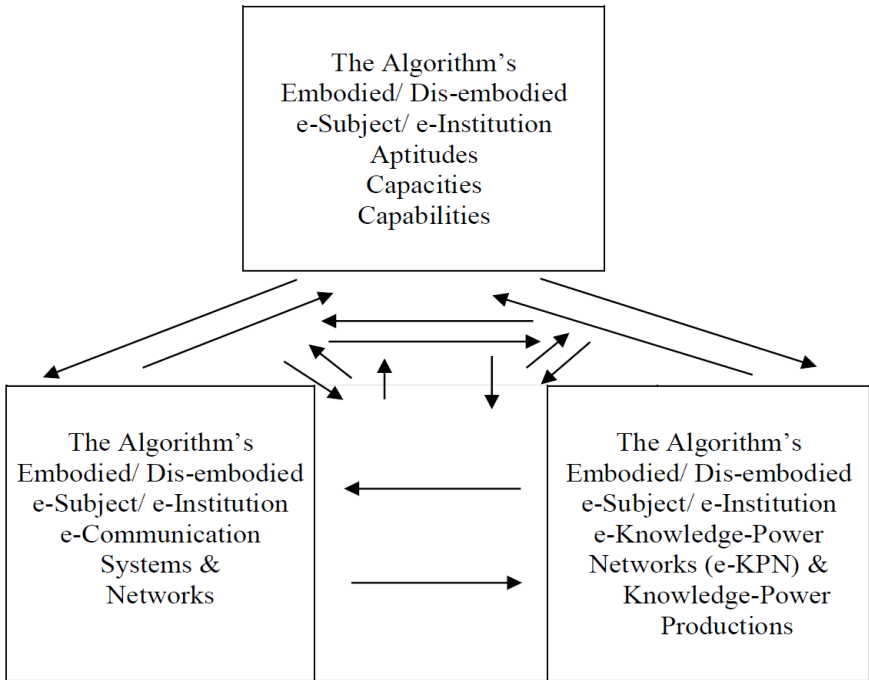 The Algorithm's
Embodied/ Dis-embodied
e-Subject/ e-Institution
Aptitudes
Capacities
Capabilities
The Algorithm's
Embodied/ Dis-embodied
e-Subject/ e-Institution
e-Communication
Systems &
Networks
The Algorithm's
Embodied/ Dis-embodied
e-Subject/ e-Institution
e-Knowledge-Power
Networks (e-KPN) &
Knowledge-Power
Productions